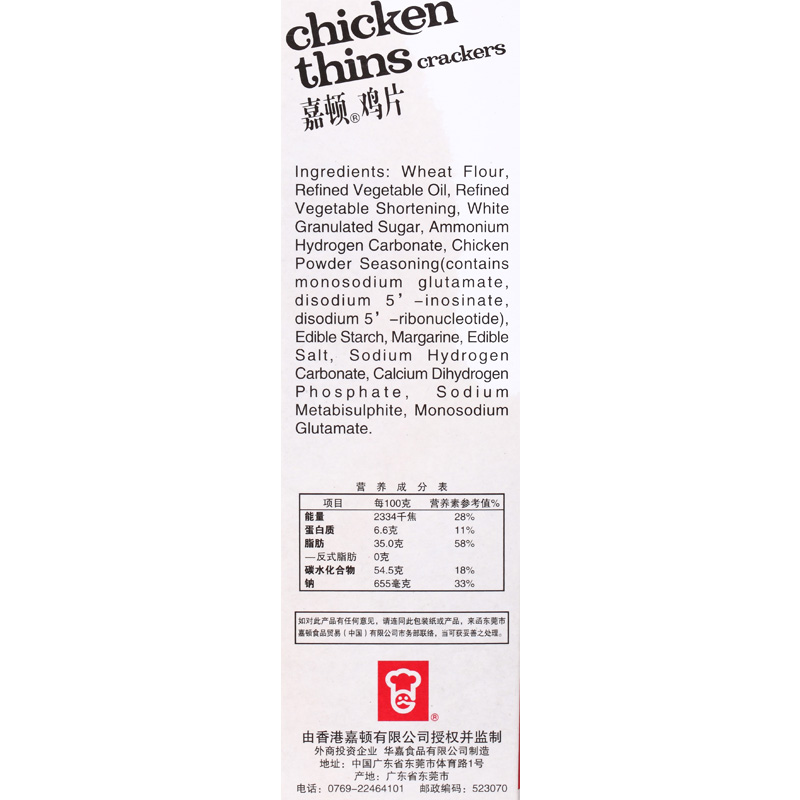 chicken
thins crackers
嘉顿®鸡片
Ingredients: Wheat Flour,
Refined Vegetable Oil, Refined
Vegetable Shortening, White
Granulated Sugar, Ammonium
Hydrogen Carbonate, Chicken
Powder Seasoning(contains
monosodium glutamate,
disodium 5’ –inosinate,
disodium 5’ –ribonucleotide),
Edible Starch, Margarine, Edible
Salt, Sodium Hydrogen
Carbonate, Calcium Dihydrogen
Phosphate, Sodium
Metabisulphite, Monosodium
Glutamate.
营养成分表
项目 每100克 营养素参考值%
能量 2334千焦 28%
蛋白质 6.6克 11%
脂肪 35.0克 58%
—反式脂肪 0克
碳水化合物 54.5克 18%
钠 655毫克 33%
如对此产品有任何意见，请连同此包装纸或产品，来函东莞市
嘉顿食品贸易（中国）有限公司市务部联络，当可获妥善之处理。
®
由香港嘉顿有限公司授权并监制
外商投资企业 华嘉食品有限公司制造
地址：中国广东省东莞市体育路1号
产地：广东省东莞市
电话：0769-22464101 邮政编码：523070